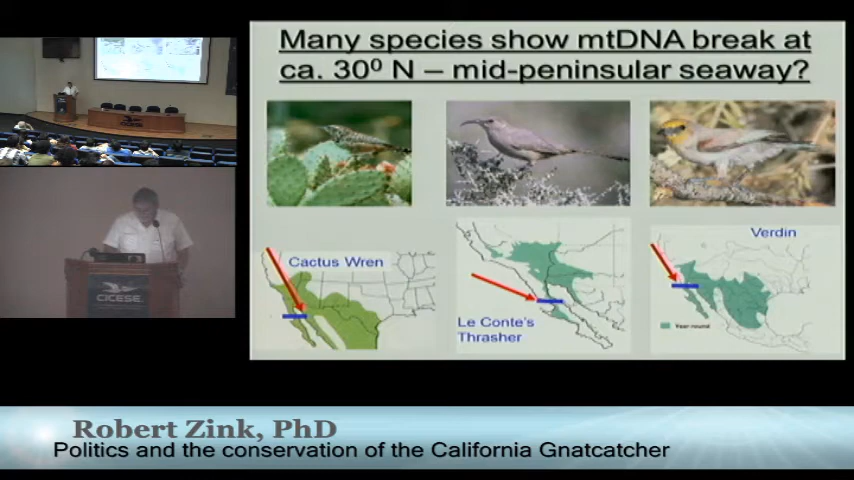 Many species show mtDNA break at
ca. 30⁰ N – mid-peninsular seaway?
Cactus Wren
Le Conte's
Thrasher
Verdin
Year-round
CICESE
Robert Zink, PhD
Politics and the conservation of the California Gnatcatcher